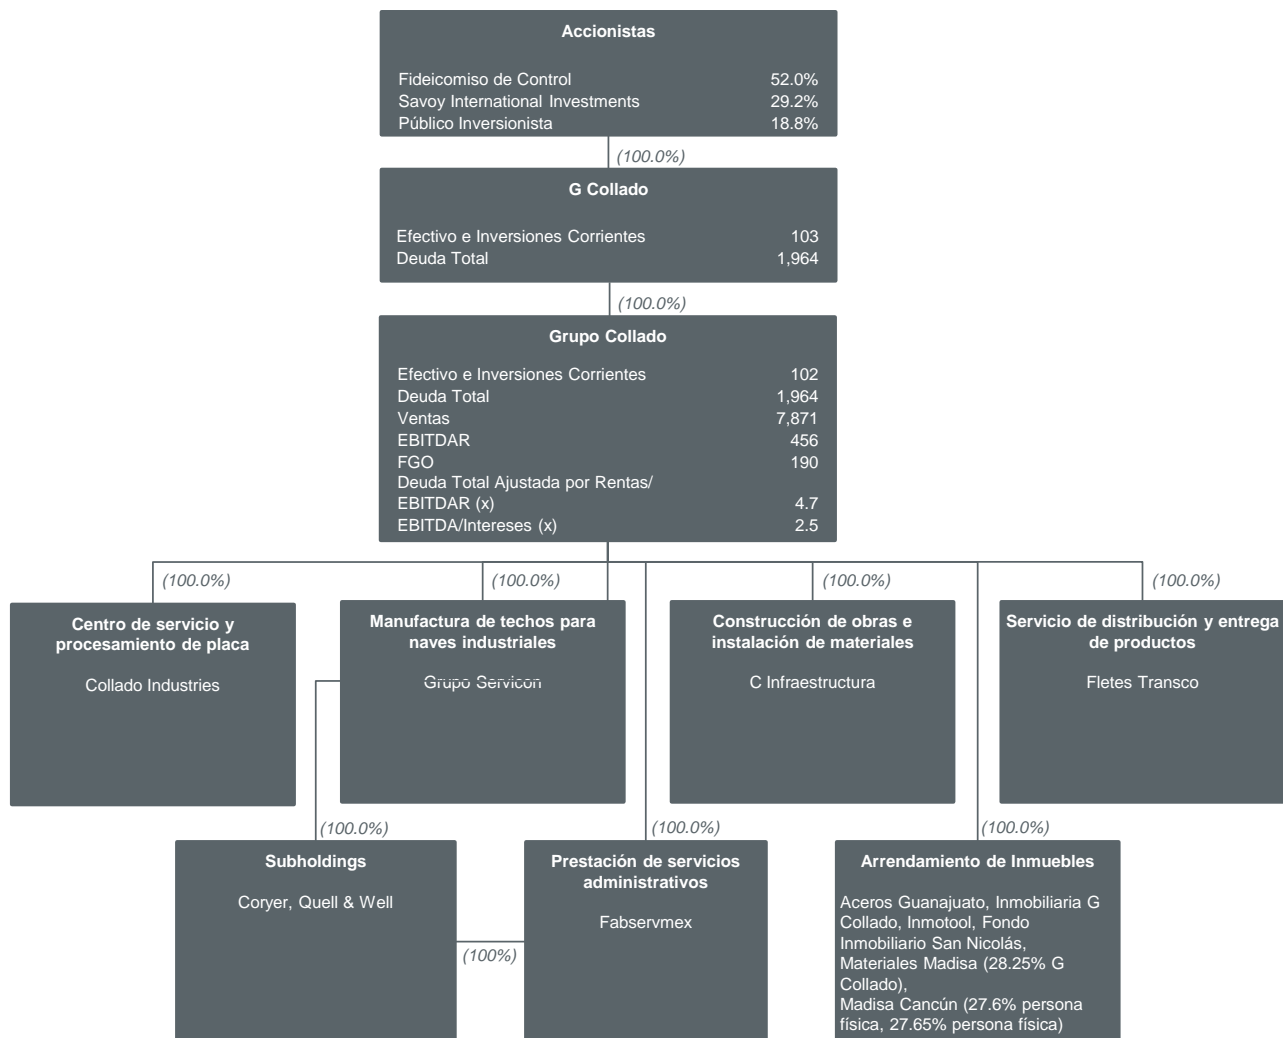 Accionistas
Fideicomiso de Control 52.0%
Savoy International Investments 29.2%
Público Inversionista 18.8%
(100.0%)
G Collado
Efectivo e Inversiones Corrientes 103
Deuda Total 1,964
(100.0%)
Grupo Collado
Efectivo e Inversiones Corrientes 102
Deuda Total 1,964
Ventas 7,871
EBITDAR 456
FGO 190
Deuda Total Ajustada por Rentas/
EBITDAR (x) 4.7
EBITDA/Intereses (x) 2.5
(100.0%)
Centro de servicio y
procesamiento de placa
Collado Industries
(100.0%)
Manufactura de techos para
naves industriales
Grupo Servicon
(100.0%)
Construcción de obras e
instalación de materiales
C Infraestructura
(100.0%)
Servicio de distribución y entrega
de productos
Fletes Transco
(100.0%)
Subholdings
Coryer, Quell & Well
(100%)
(100.0%)
Prestación de servicios
administrativos
Fabservmex
(100.0%)
Arrendamiento de Inmuebles
Aceros Guanajuato, Inmobiliaria G
Collado, Inmotool, Fondo
Inmobiliario San Nicolás,
Materiales Madisa (28.25% G
Collado),
Madisa Cancún (27.6% persona
física, 27.65% persona física)